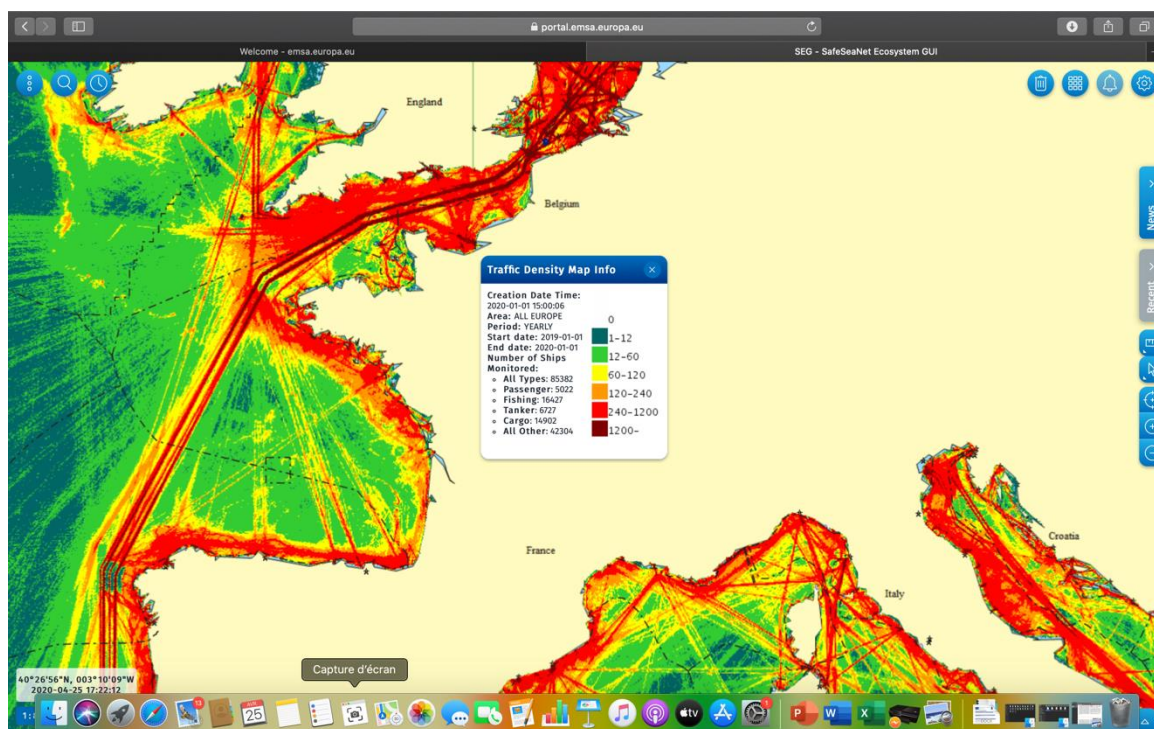 portal.emsa.europa.eu
Welcome - emsa.europa.eu
SEG - SafeSeaNet Ecosystem GUI
England
Belgium
News
Recent
Traffic Density Map Info
Creation Date Time:
2020-01-01 15:00:06
Area: ALL EUROPE
Period: YEARLY
Start date: 2019-01-01
End date: 2020-01-01
Number of Ships
Monitored:
All Types: 85382
Passenger: 5022
Fishing: 16427
Tanker: 6727
Cargo: 14902
All Other: 42304
0
1-12
12-60
60-120
120-240
240-1200
1200-
France
Croatia
Italy
Capture d'écran
40°26'56"N, 003°10'09"W
2020-04-25 17:22:12
13
25
tv
1
P
W
X